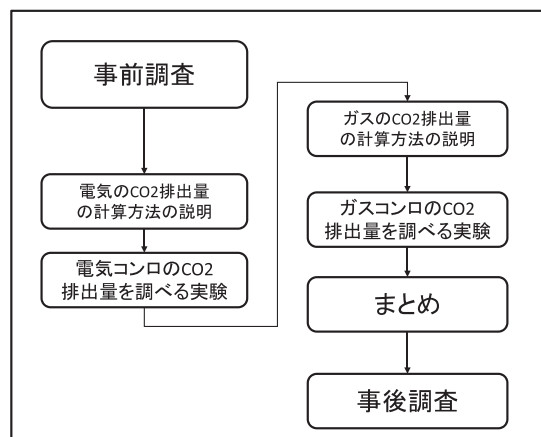 事前調査
電気のCO2排出量
の計算方法の説明
電気コンロのCO2
排出量を調べる実験
ガスのCO2排出量
の計算方法の説明
ガスコンロのCO2
排出量を調べる実験
まとめ
事後調査